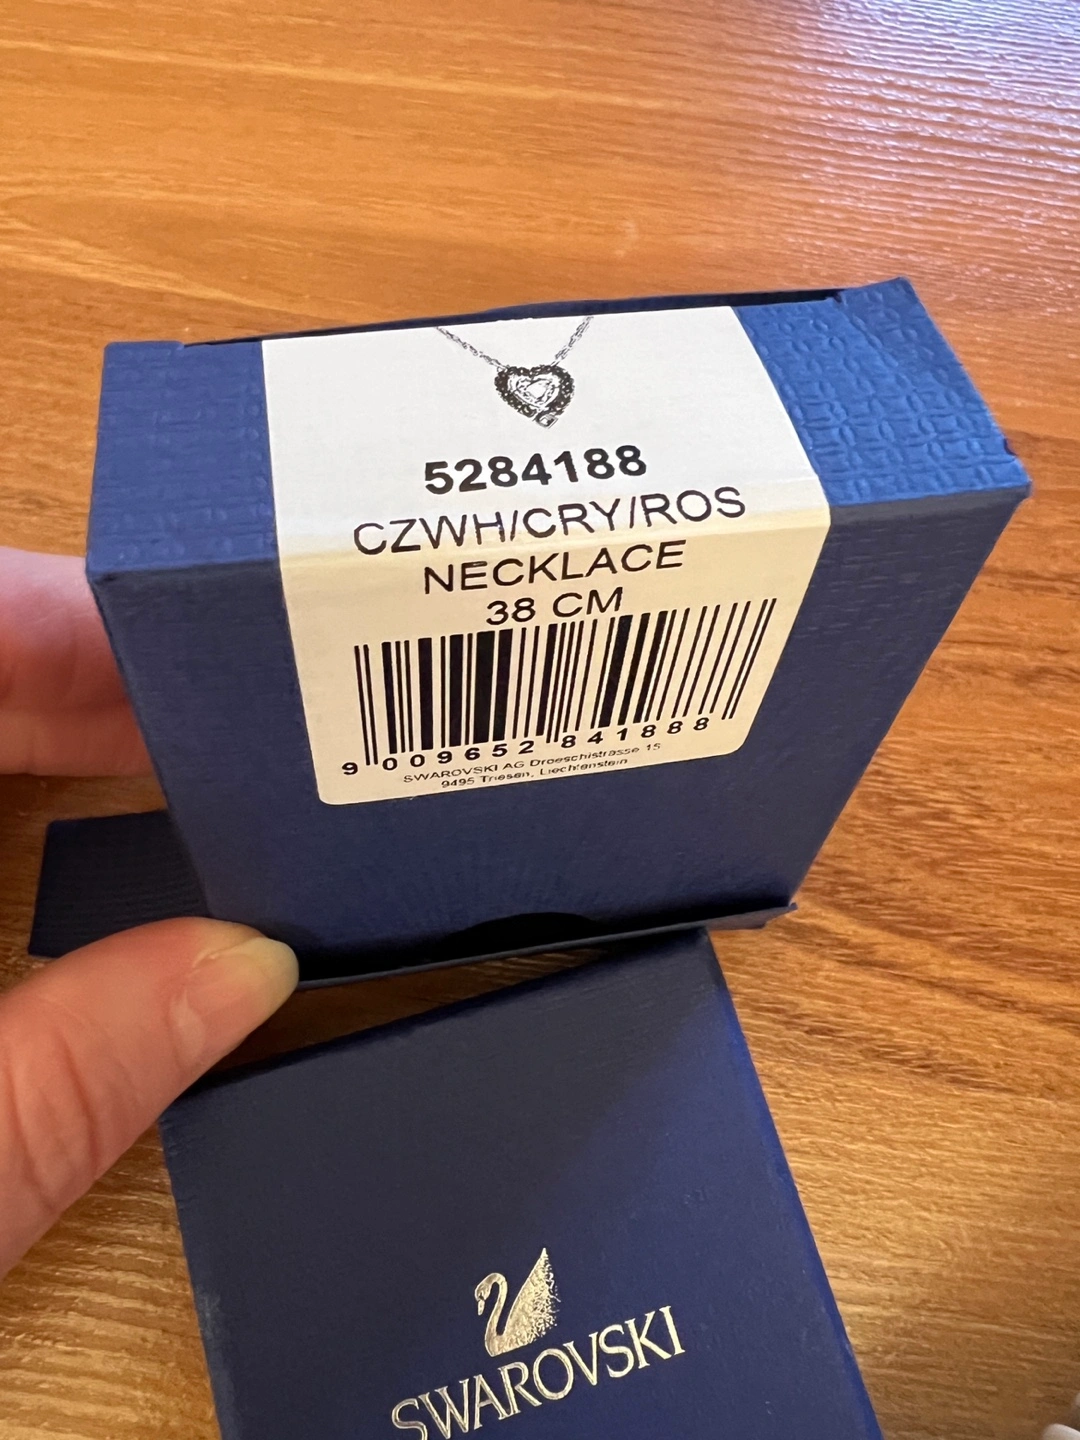 5284188
CZWH/CRY/ROS
NECKLACE
38 CM
9 009652 841888
SWAROVSKI AG Droeschistrasse 15
9495 Triesen, Liechtenstein
SWAROVSKI